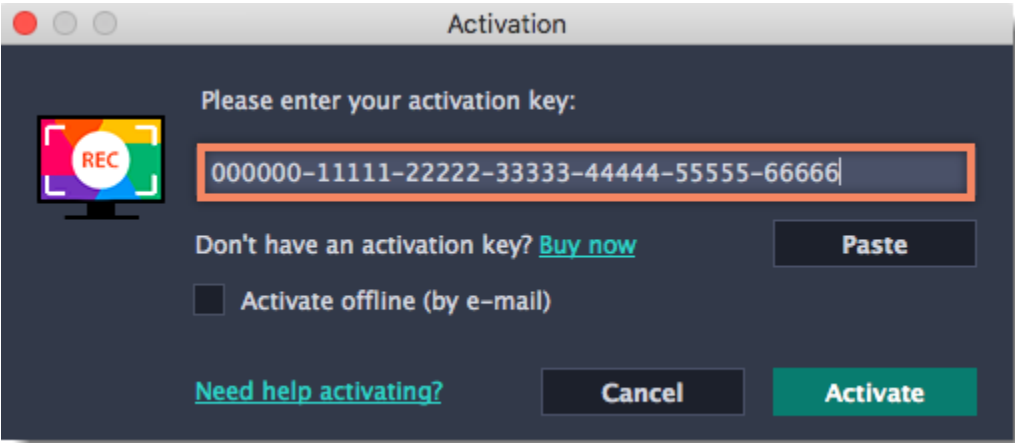 Activation
Please enter your activation key:
REC
000000-11111-22222-33333-44444-55555-66666
Don't have an activation key? Buy now
Paste
Activate offline (by e-mail)
Need help activating?
Cancel
Activate